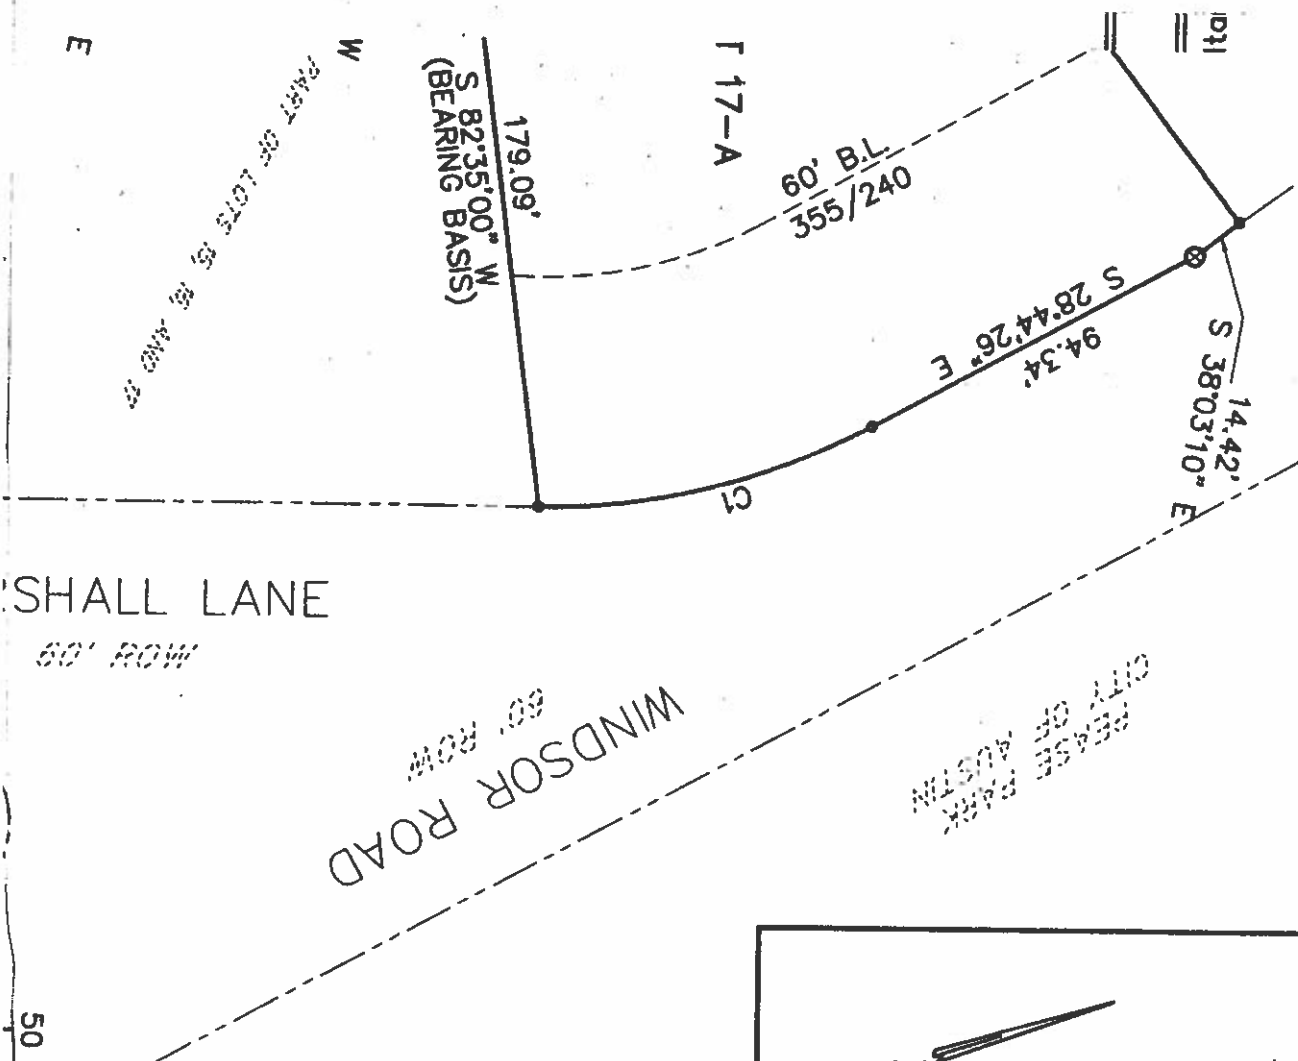 E
W
PART OF LOTS 15, 16, AND 17
179.09'
S 82°35'00" W
(BEARING BASIS)
17-A
60' B.L.
355/240
S 28°44'26" E
94.34'
14.42'
S 38°03'10" E
C1
SHALL LANE
60' ROW
60' ROW
WINDSOR ROAD
PEASE PARK
CITY OF AUSTIN
50